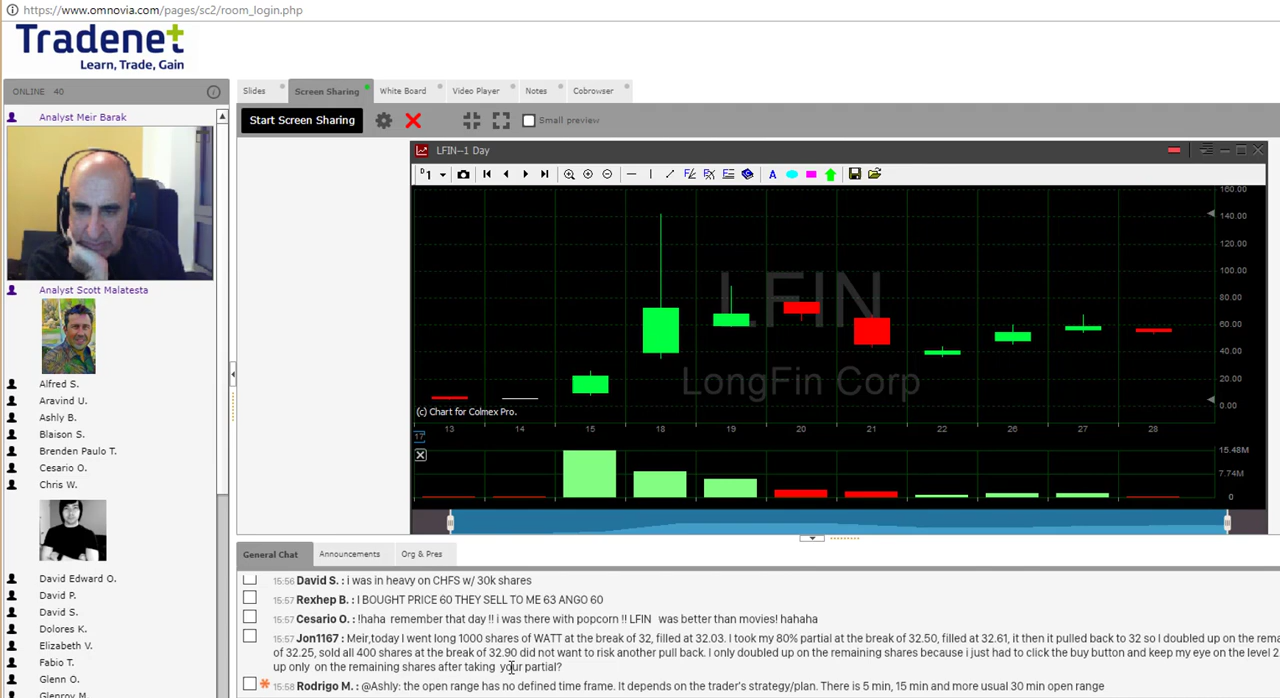 https://www.omnovia.com/pages/sc2/room_login.php
Tradenet
Learn, Trade, Gain
ONLINE 40
Slides
Screen Sharing
White Board
Video Player
Notes
Cobrowser
Analyst Meir Barak
Start Screen Sharing
Small preview
LFIN--1 Day
D1
A
160.00
140.00
120.00
100.00
80.00
60.00
40.00
20.00
0.00
LFIN
LongFin Corp
(c) Chart for Colmex Pro.
13 14 15 18 19 20 21 22 26 27 28
17
15.48M
7.74M
0
Analyst Scott Malatesta
Alfred S.
Aravind U.
Ashly B.
Blaison S.
Brenden Paulo T.
Cesario O.
Chris W.
David Edward O.
David P.
David S.
Dolores K.
Elizabeth V.
Fabio T.
Glenn O.
Glenroy M.
General Chat
Announcements
Org & Pres
15:56 David S. : i was in heavy on CHFS w/ 30k shares
15:57 Rexhep B. : I BOUGHT PRICE 60 THEY SELL TO ME 63 ANGO 60
15:57 Cesario O. : !haha remember that day !! i was there with popcorn !! LFIN was better than movies! hahaha
15:57 Jon1167 : Meir,today I went long 1000 shares of WATT at the break of 32, filled at 32.03. I took my 80% partial at the break of 32.50, filled at 32.61, it then it pulled back to 32 so I doubled up on the rema
of 32.25, sold all 400 shares at the break of 32.90 did not want to risk another pull back. I only doubled up on the remaining shares because i just had to click the buy button and keep my eye on the level 2
up only on the remaining shares after taking your partial?
15:58 Rodrigo M. : @Ashly: the open range has no defined time frame. It depends on the trader's strategy/plan. There is 5 min, 15 min and more usual 30 min open range